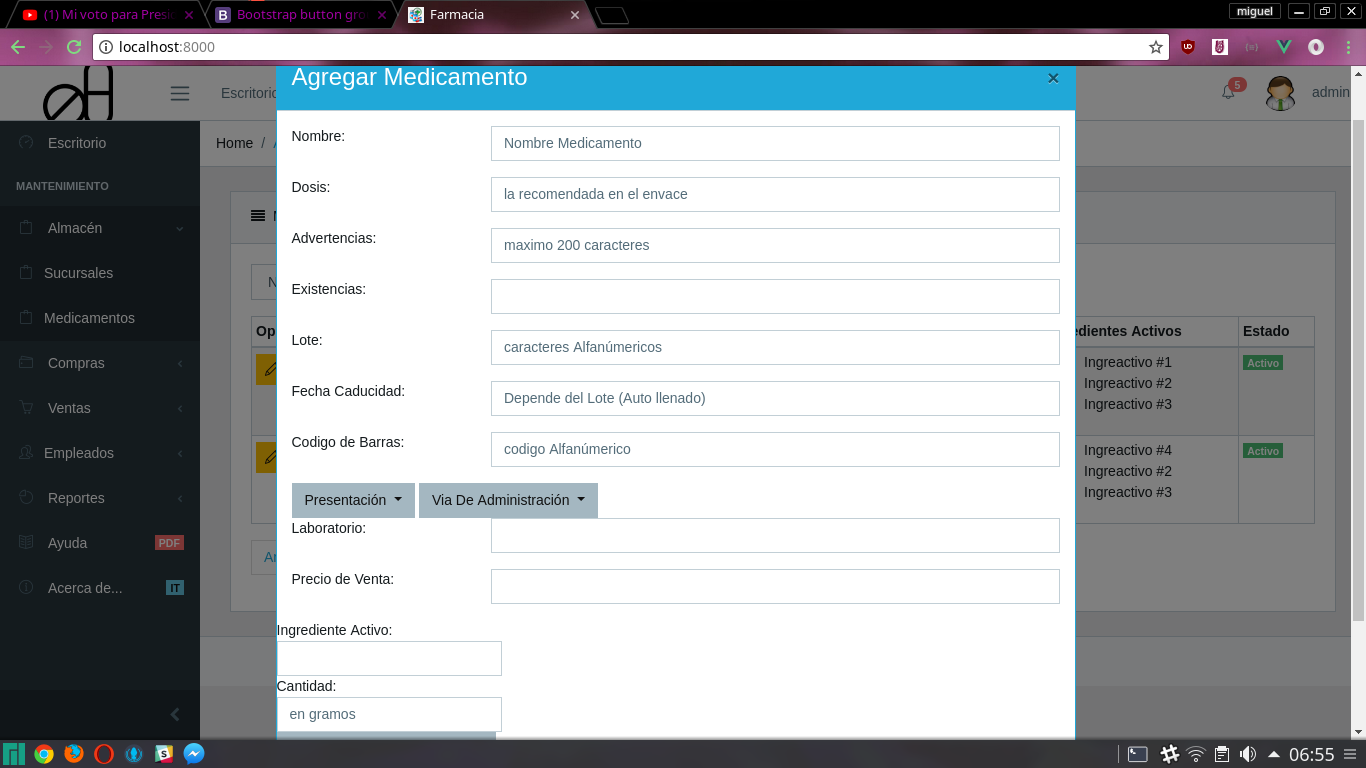 (1) Mi voto para Presi
Bootstrap button gro
Farmacia
miguel
localhost:8000
Escritorio
5
admin
Agregar Medicamento
×
Escritorio
MANTENIMIENTO
Almacén
Sucursales
Medicamentos
Compras
Ventas
Empleados
Reportes
Ayuda
PDF
Acerca de...
IT
Home /
Nombre:
Nombre Medicamento
Dosis:
la recomendada en el envace
Advertencias:
maximo 200 caracteres
Existencias:
Lote:
caracteres Alfanúmericos
Fecha Caducidad:
Depende del Lote (Auto llenado)
Codigo de Barras:
codigo Alfanúmerico
Presentación
Via De Administración
Laboratorio:
Precio de Venta:
Ingrediente Activo:
Cantidad:
en gramos
Op
edientes Activos
Estado
Ingreactivo #1
Ingreactivo #2
Ingreactivo #3
Activo
Ingreactivo #4
Ingreactivo #2
Ingreactivo #3
Activo
06:55